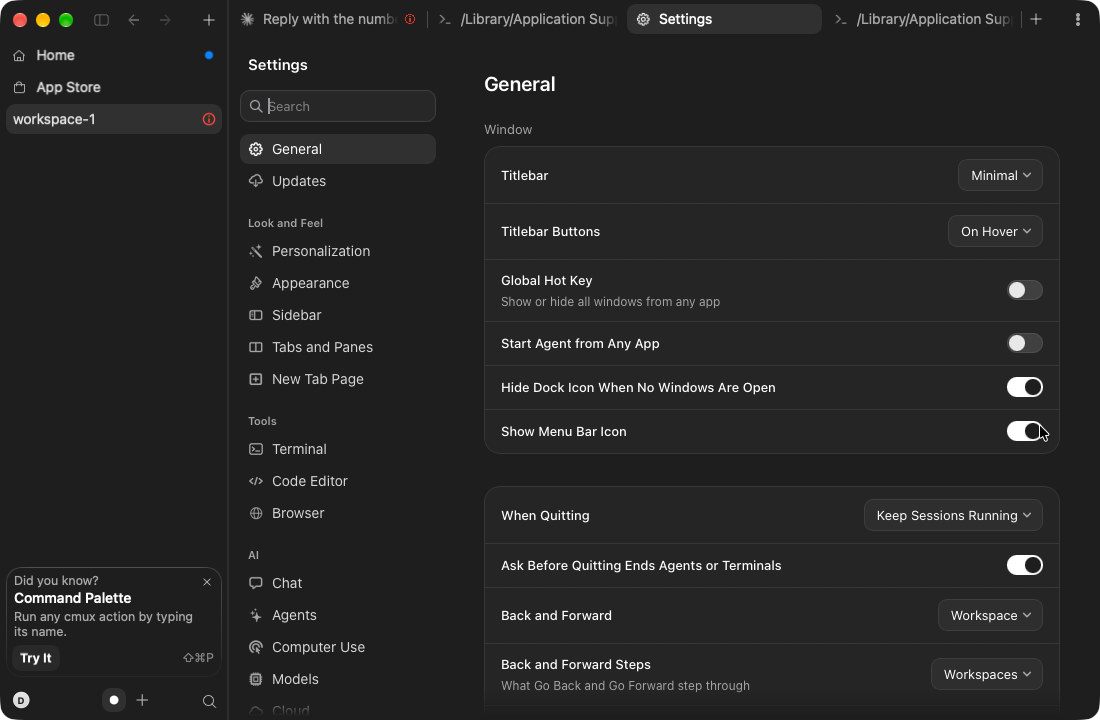 Home
App Store
workspace-1
Did you know?
Command Palette
Run any cmux action by typing
its name.
Try It
⇧⌘P
D
Reply with the numb
/Library/Application Sup
Settings
/Library/Application Sup
Settings
Search
General
Updates
Look and Feel
Personalization
Appearance
Sidebar
Tabs and Panes
New Tab Page
Tools
Terminal
Code Editor
Browser
AI
Chat
Agents
Computer Use
Models
Cloud
General
Window
Titlebar
Minimal
Titlebar Buttons
On Hover
Global Hot Key
Show or hide all windows from any app
Start Agent from Any App
Hide Dock Icon When No Windows Are Open
Show Menu Bar Icon
When Quitting
Keep Sessions Running
Ask Before Quitting Ends Agents or Terminals
Back and Forward
Workspace
Back and Forward Steps
What Go Back and Go Forward step through
Workspaces